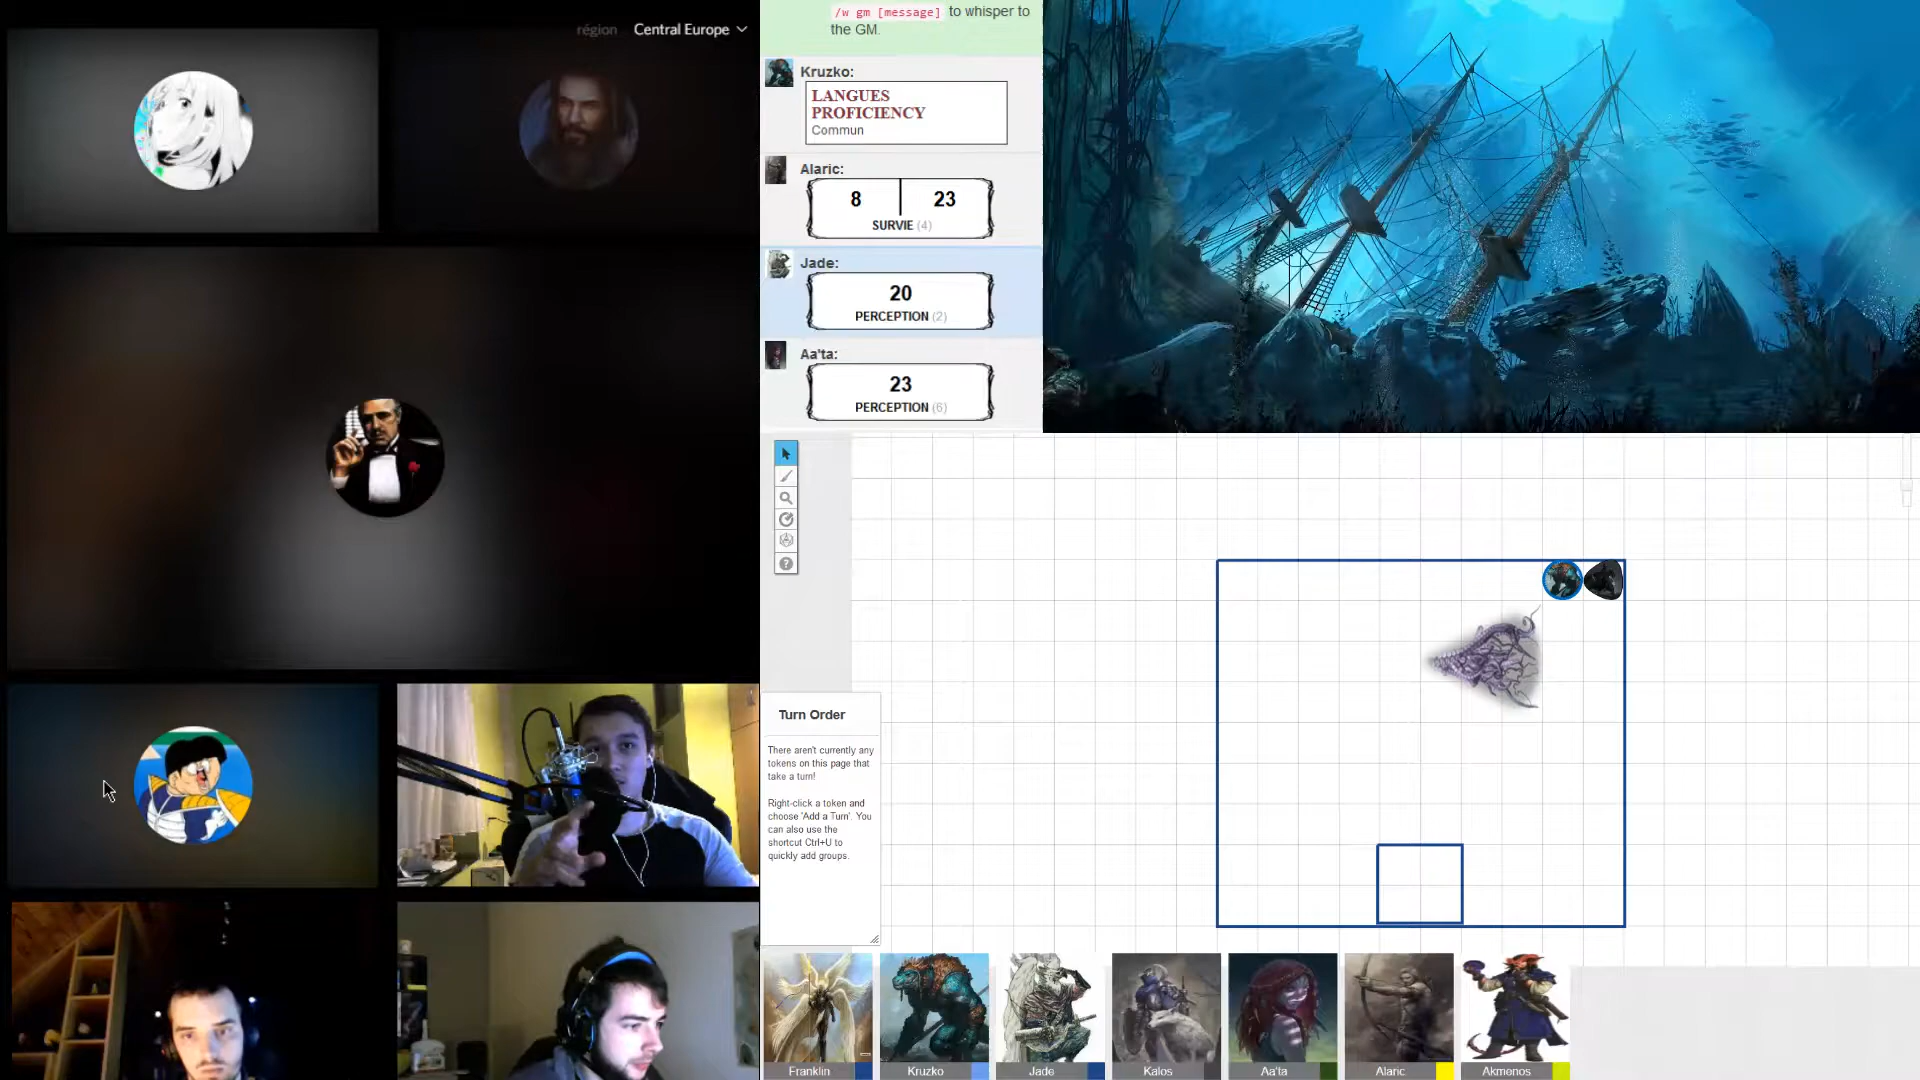 région Central Europe
/w gm [message] to whisper to
the GM.
Kruzko:
LANGUES
PROFICIENCY
Commun
Alaric:
8 23
SURVIE (4)
Jade:
20
PERCEPTION (2)
Aa'ta:
23
PERCEPTION (6)
Turn Order
There aren't currently any
tokens on this page that
take a turn!
Right-click a token and
choose 'Add a Turn'. You
can also use the
shortcut Ctrl+U to
quickly add groups.
Franklin
Kruzko
Jade
Kalos
Aa'ta
Alaric
Akmenos